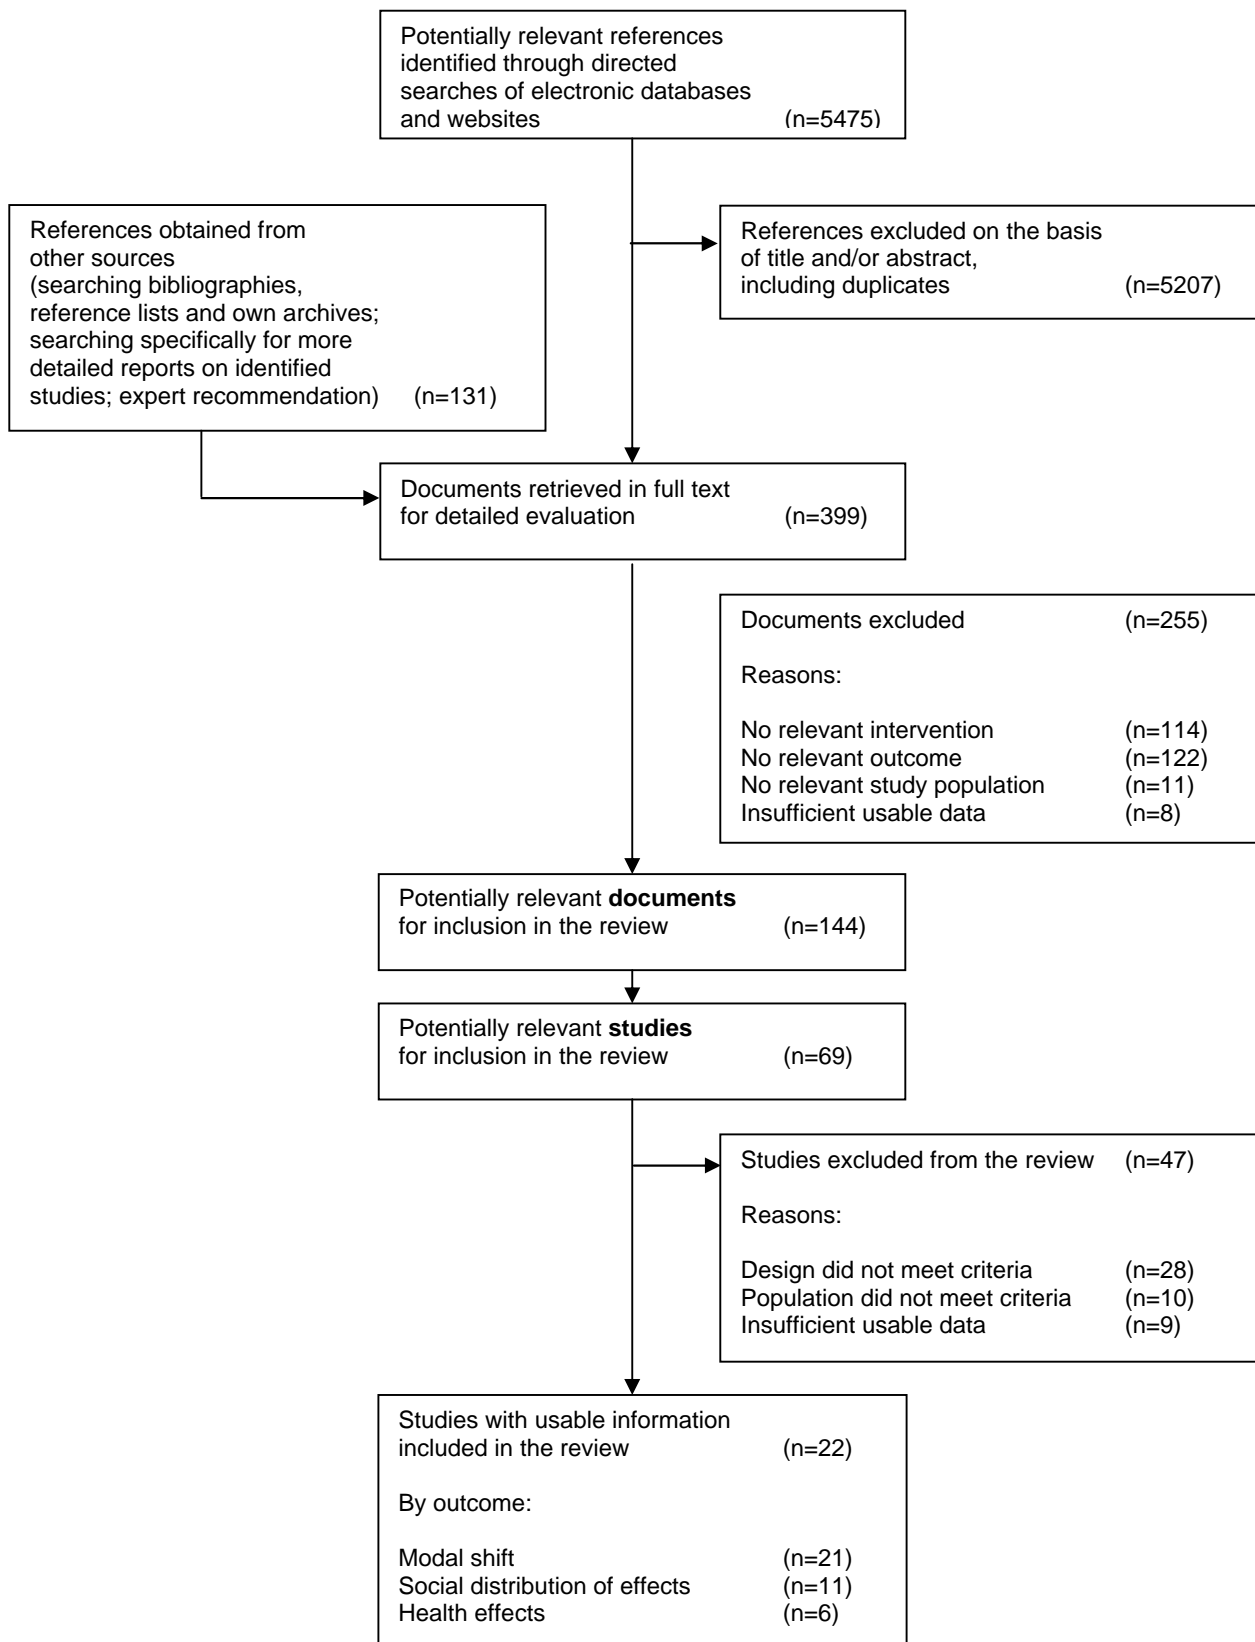 Potentially relevant references
identified through directed
searches of electronic databases
and websites (n=5475)
References obtained from
other sources
(searching bibliographies,
reference lists and own archives;
searching specifically for more
detailed reports on identified
studies; expert recommendation) (n=131)
References excluded on the basis
of title and/or abstract,
including duplicates (n=5207)
Documents retrieved in full text
for detailed evaluation (n=399)
Documents excluded (n=255)
Reasons:
No relevant intervention (n=114)
No relevant outcome (n=122)
No relevant study population (n=11)
Insufficient usable data (n=8)
Potentially relevant documents
for inclusion in the review (n=144)
Potentially relevant studies
for inclusion in the review (n=69)
Studies excluded from the review (n=47)
Reasons:
Design did not meet criteria (n=28)
Population did not meet criteria (n=10)
Insufficient usable data (n=9)
Studies with usable information
included in the review (n=22)
By outcome:
Modal shift (n=21)
Social distribution of effects (n=11)
Health effects (n=6)